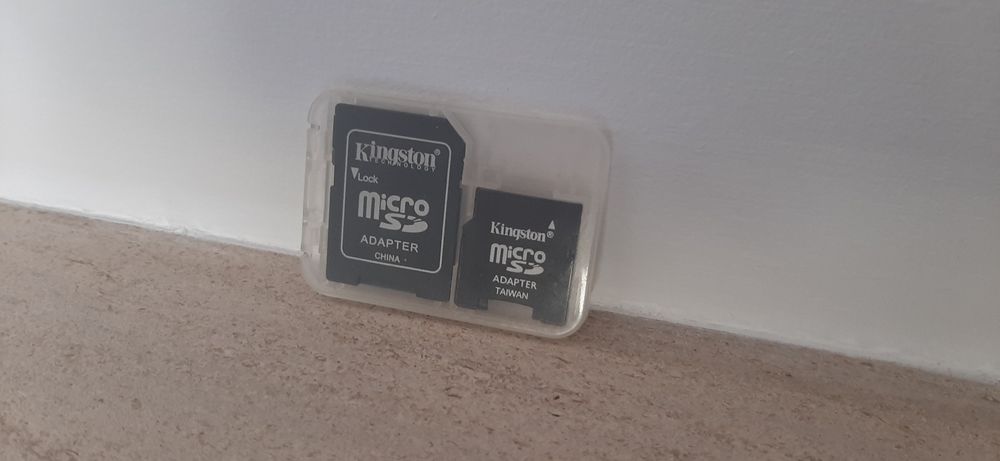 Kingston®
TECHNOLOGY
Lock
Micro
SD
ADAPTER
CHINA
Kingston®
Micro
SD
ADAPTER
TAIWAN